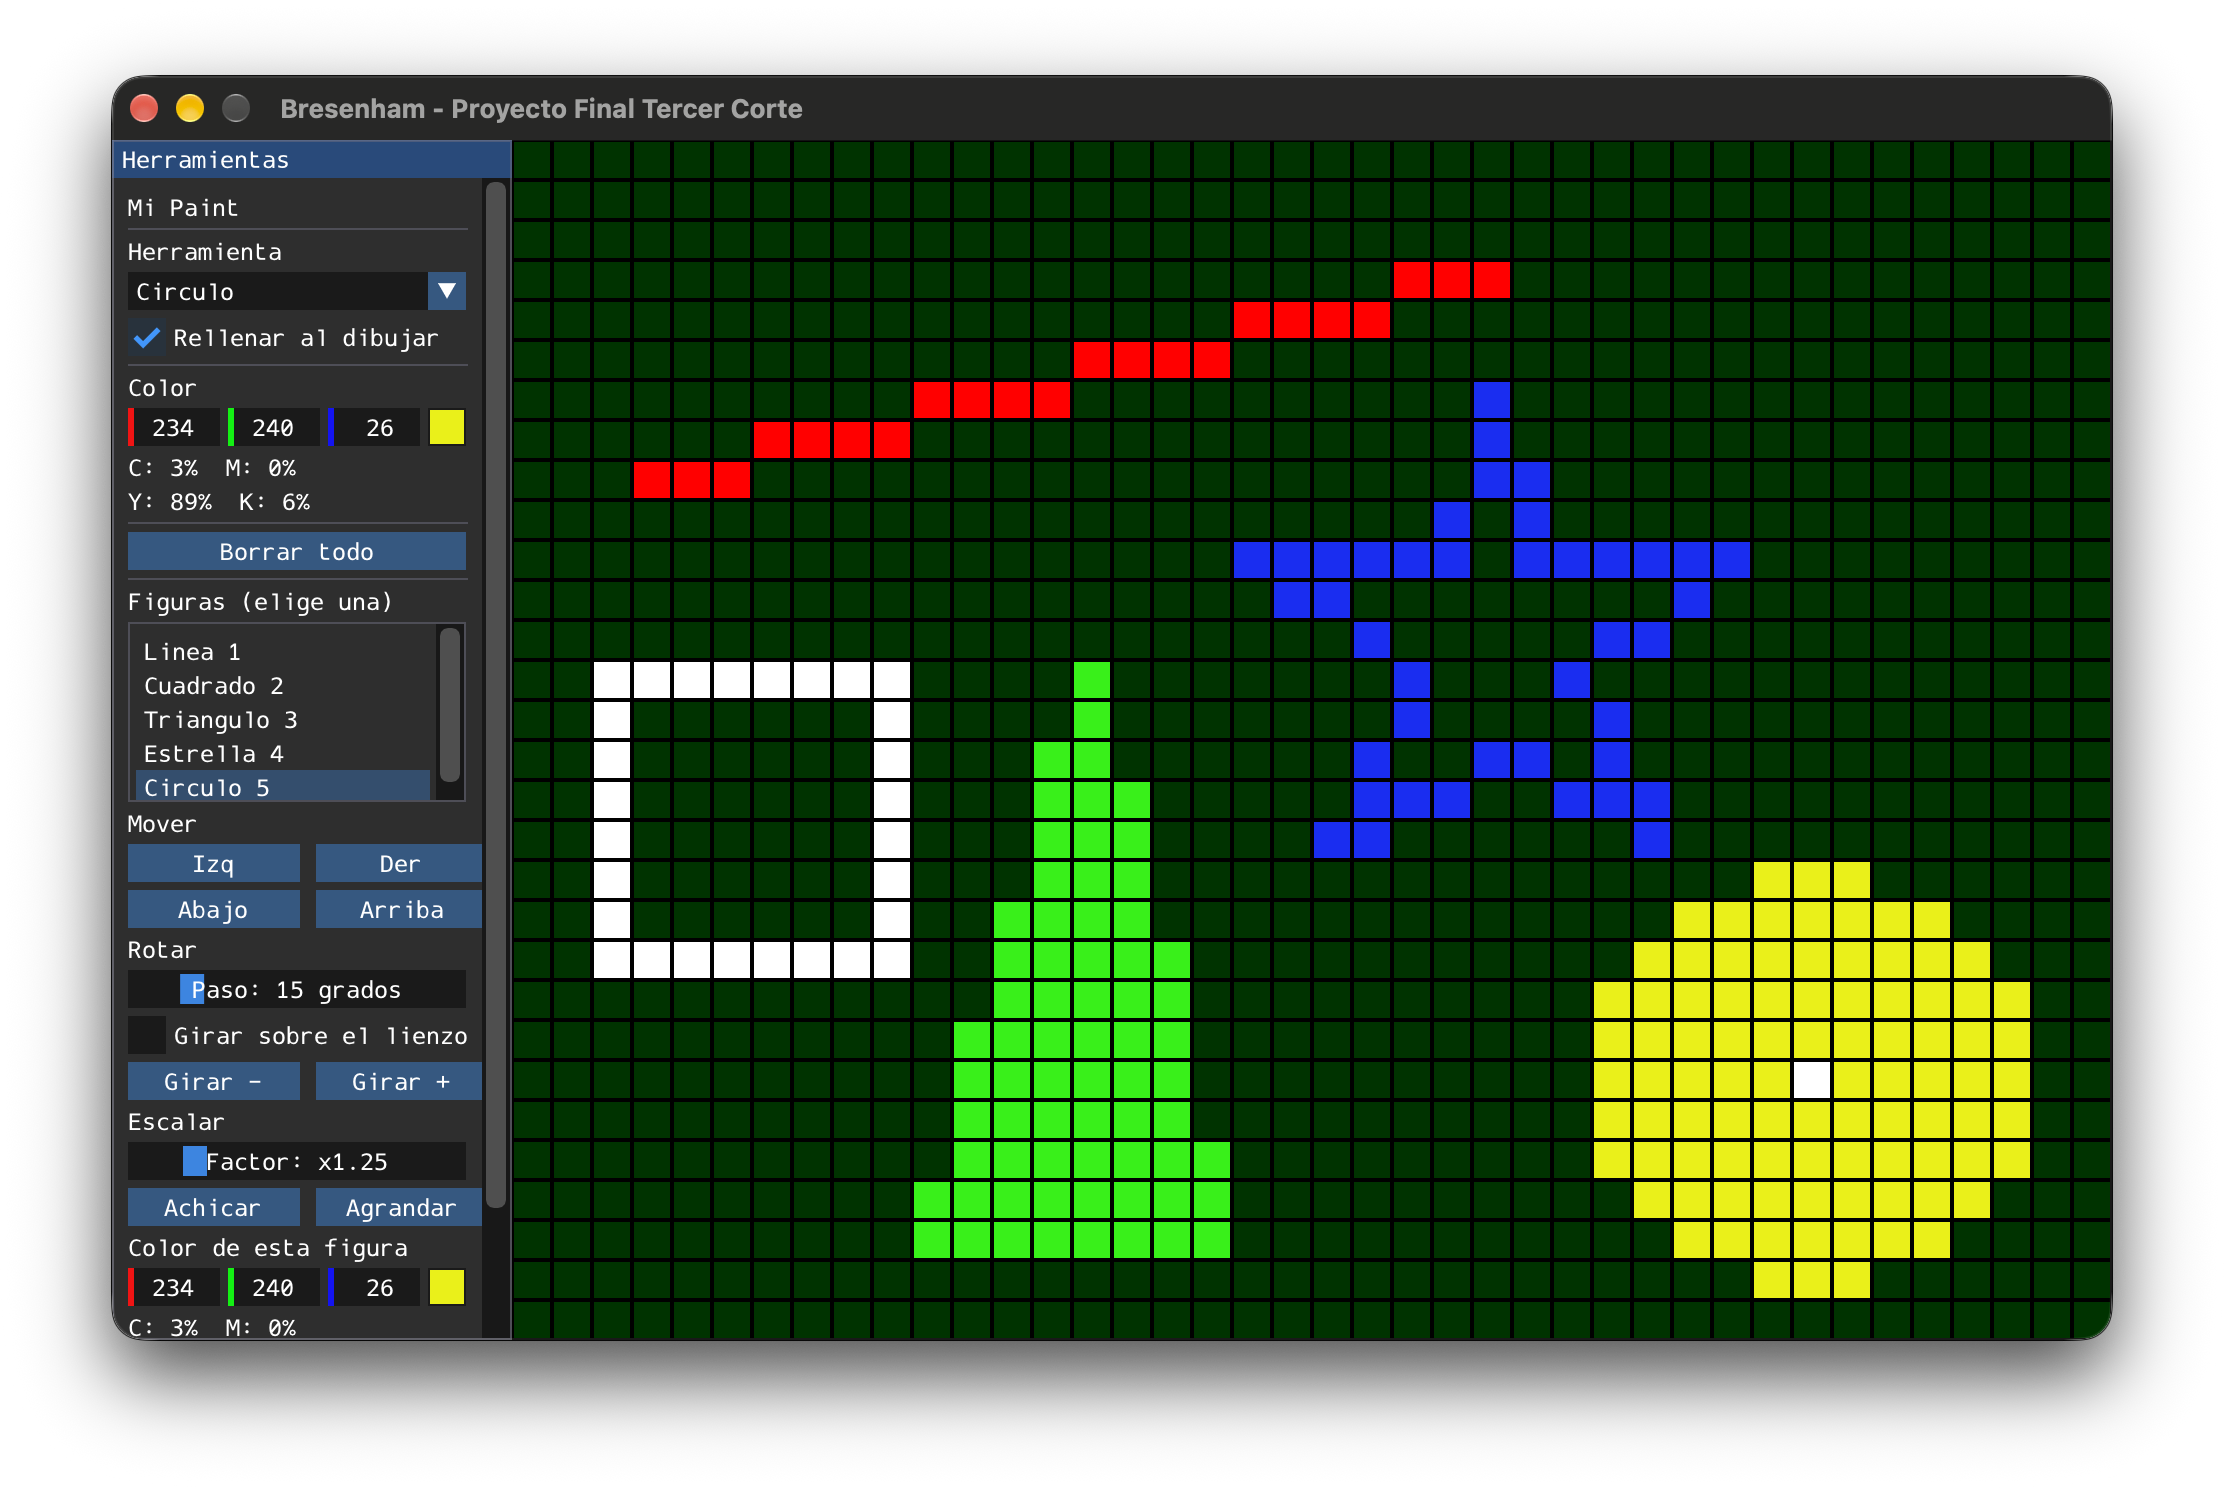 Bresenham - Proyecto Final Tercer Corte
Herramientas
Mi Paint
Herramienta
Circulo
Rellenar al dibujar
Color
234 240 26
C: 3% M: 0%
Y: 89% K: 6%
Borrar todo
Figuras (elige una)
Linea 1
Cuadrado 2
Triangulo 3
Estrella 4
Circulo 5
Mover
Izq Der
Abajo Arriba
Rotar
Paso: 15 grados
Girar sobre el lienzo
Girar - Girar +
Escalar
Factor: x1.25
Achicar Agrandar
Color de esta figura
234 240 26
C: 3% M: 0%